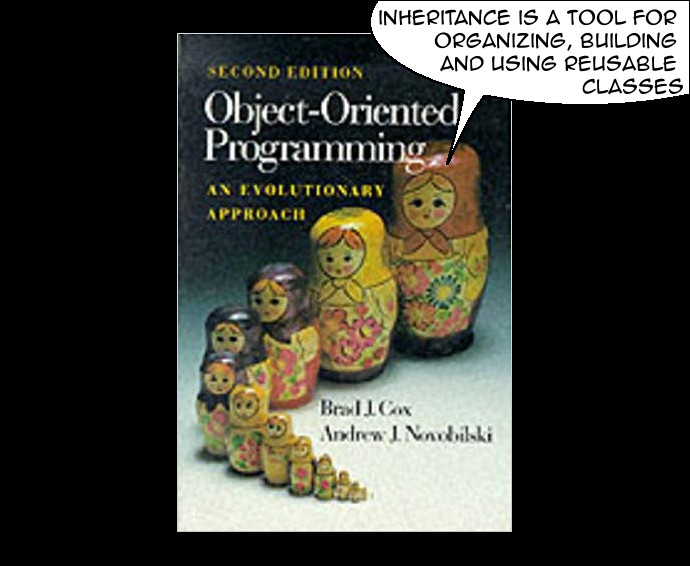 INHERITANCE IS A TOOL FOR
ORGANIZING, BUILDING
AND USING REUSABLE
CLASSES
SECOND EDITION
Object-Oriented
Programming
AN EVOLUTIONARY
APPROACH
Brad J. Cox
Andrew J. Novobilski